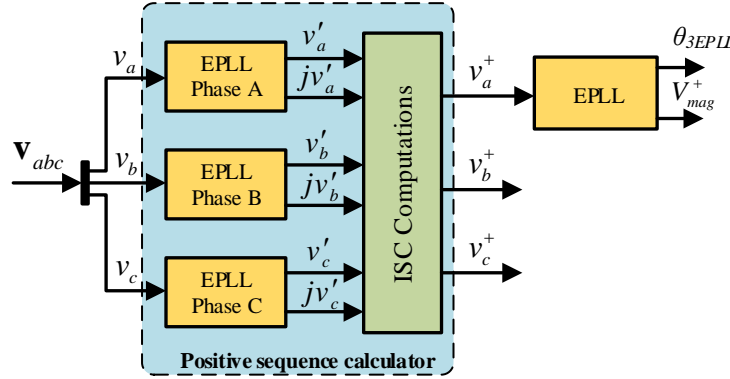 v_a
v_b
v_c
𝐯_abc
EPLL
Phase A
EPLL
Phase B
EPLL
Phase C
v′_a
jv′_a
v′_b
jv′_b
v′_c
jv′_c
ISC Computations
v_a^+
v_b^+
v_c^+
EPLL
θ_3EPLL
V_mag^+
Positive sequence calculator